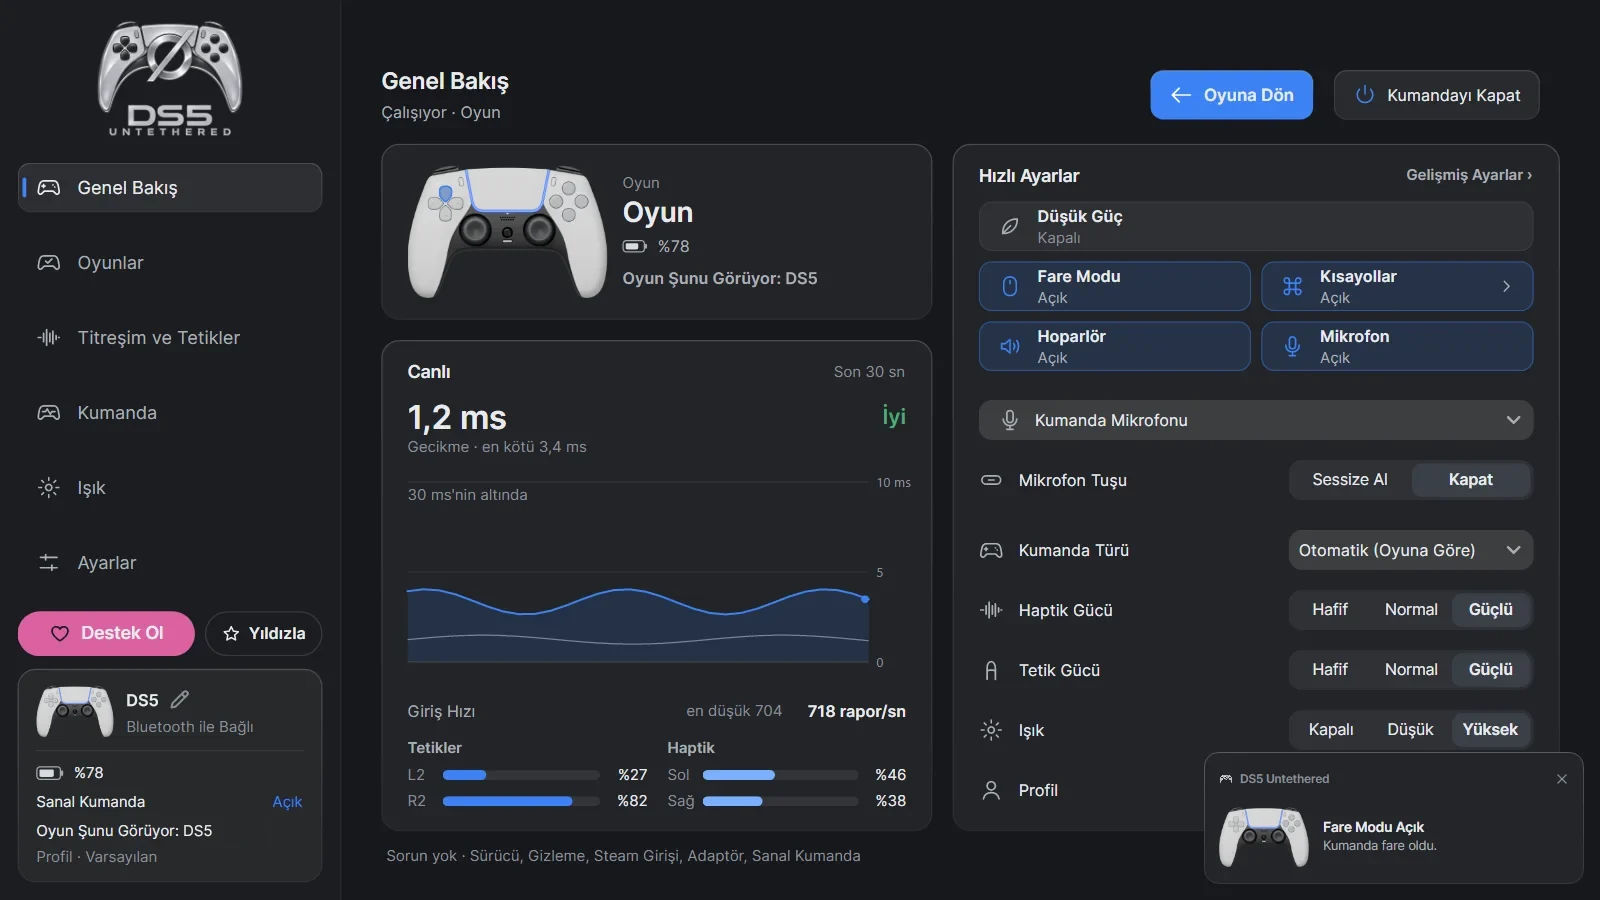 DS5
UNTETHERED
Genel Bakış
Oyunlar
Titreşim ve Tetikler
Kumanda
Işık
Ayarlar
Destek Ol
Yıldızla
DS5
Bluetooth ile Bağlı
%78
Sanal Kumanda Açık
Oyun Şunu Görüyor: DS5
Profil · Varsayılan
Genel Bakış
Çalışıyor · Oyun
Oyuna Dön
Kumandayı Kapat
Oyun
Oyun
%78
Oyun Şunu Görüyor: DS5
Canlı Son 30 sn
1,2 ms İyi
Gecikme · en kötü 3,4 ms
10 ms
30 ms'nin altında
5
0
Giriş Hızı en düşük 704 718 rapor/sn
Tetikler Haptik
L2 %27 Sol %46
R2 %82 Sağ %38
Sorun yok · Sürücü, Gizleme, Steam Girişi, Adaptör, Sanal Kumanda
Hızlı Ayarlar Gelişmiş Ayarlar ›
Düşük Güç
Kapalı
Fare Modu
Açık
Kısayollar
Açık
Hoparlör
Açık
Mikrofon
Açık
Kumanda Mikrofonu
Mikrofon Tuşu Sessize Al Kapat
Kumanda Türü Otomatik (Oyuna Göre)
Haptik Gücü Hafif Normal Güçlü
Tetik Gücü Hafif Normal Güçlü
Işık Kapalı Düşük Yüksek
Profil
DS5 Untethered
Fare Modu Açık
Kumanda fare oldu.